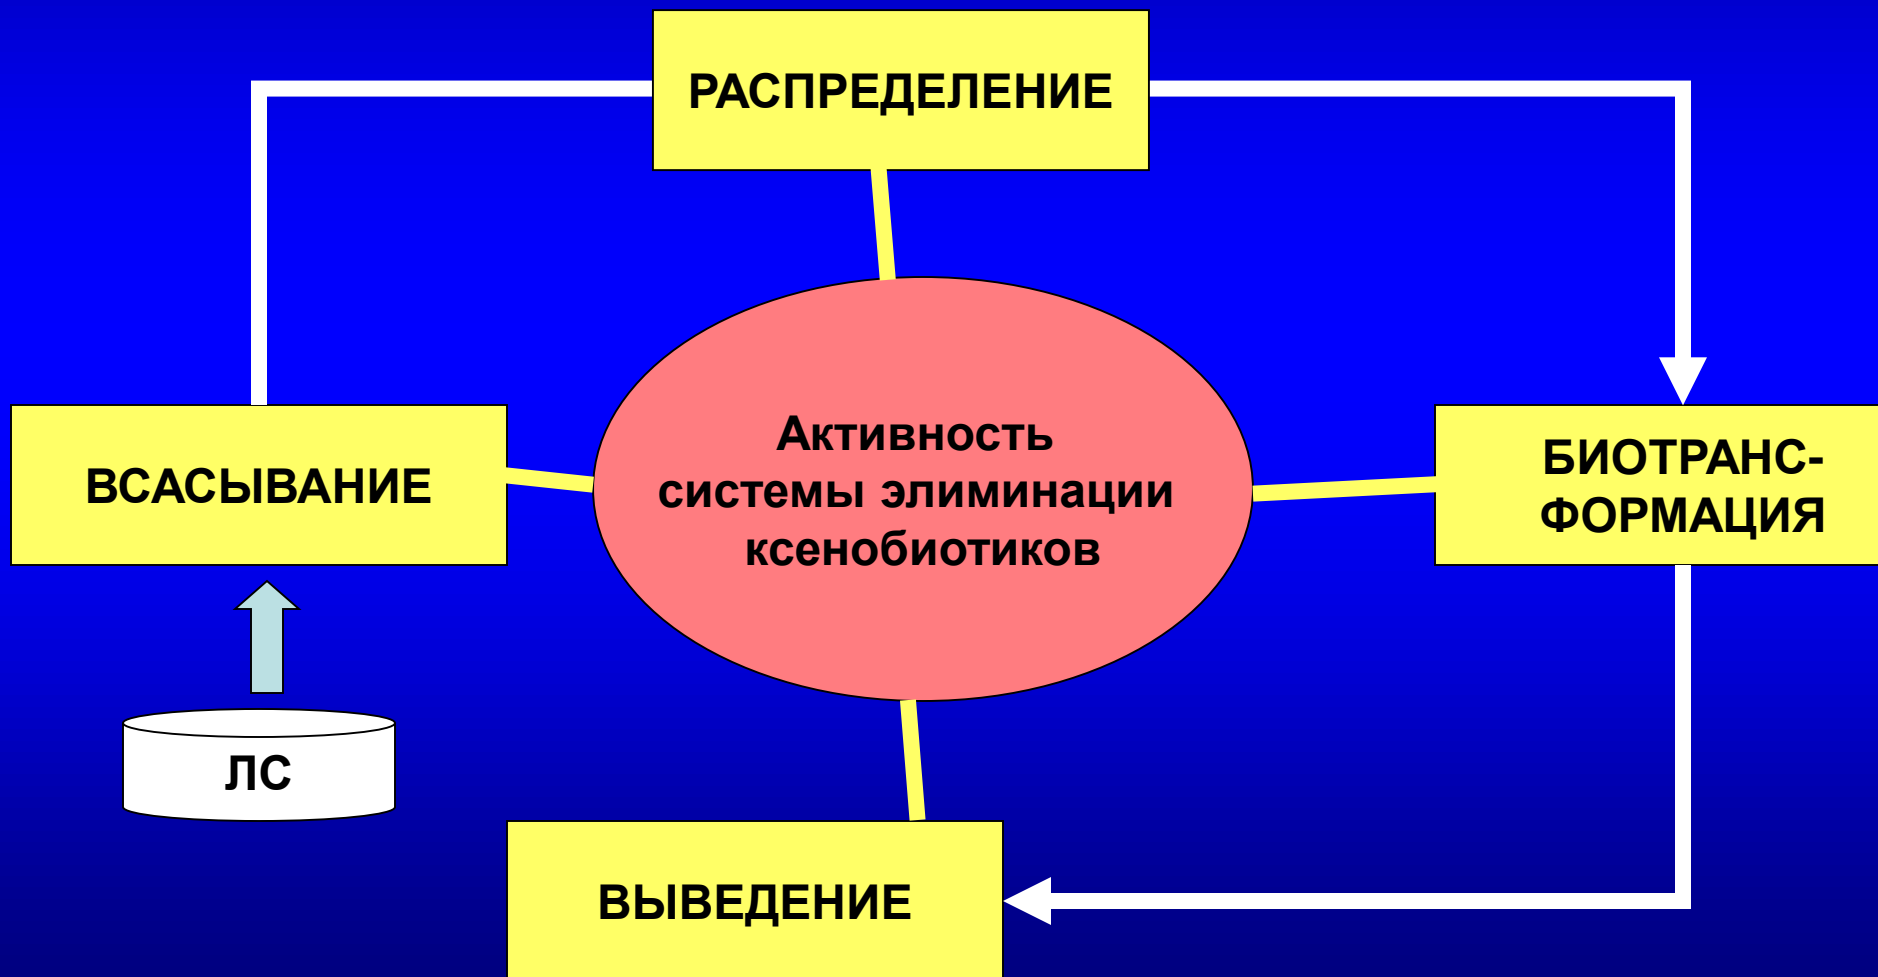 РАСПРЕДЕЛЕНИЕ
ВСАСЫВАНИЕ
Активность
системы элиминации
ксенобиотиков
БИОТРАНС-
ФОРМАЦИЯ
ЛС
ВЫВЕДЕНИЕ